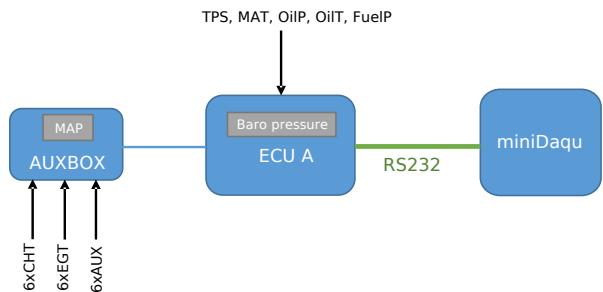 TPS, MAT, OilP, OilT, FuelP
MAP
AUXBOX
Baro pressure
ECU A
RS232
miniDaqu
6xCHT
6xEGT
6xAUX